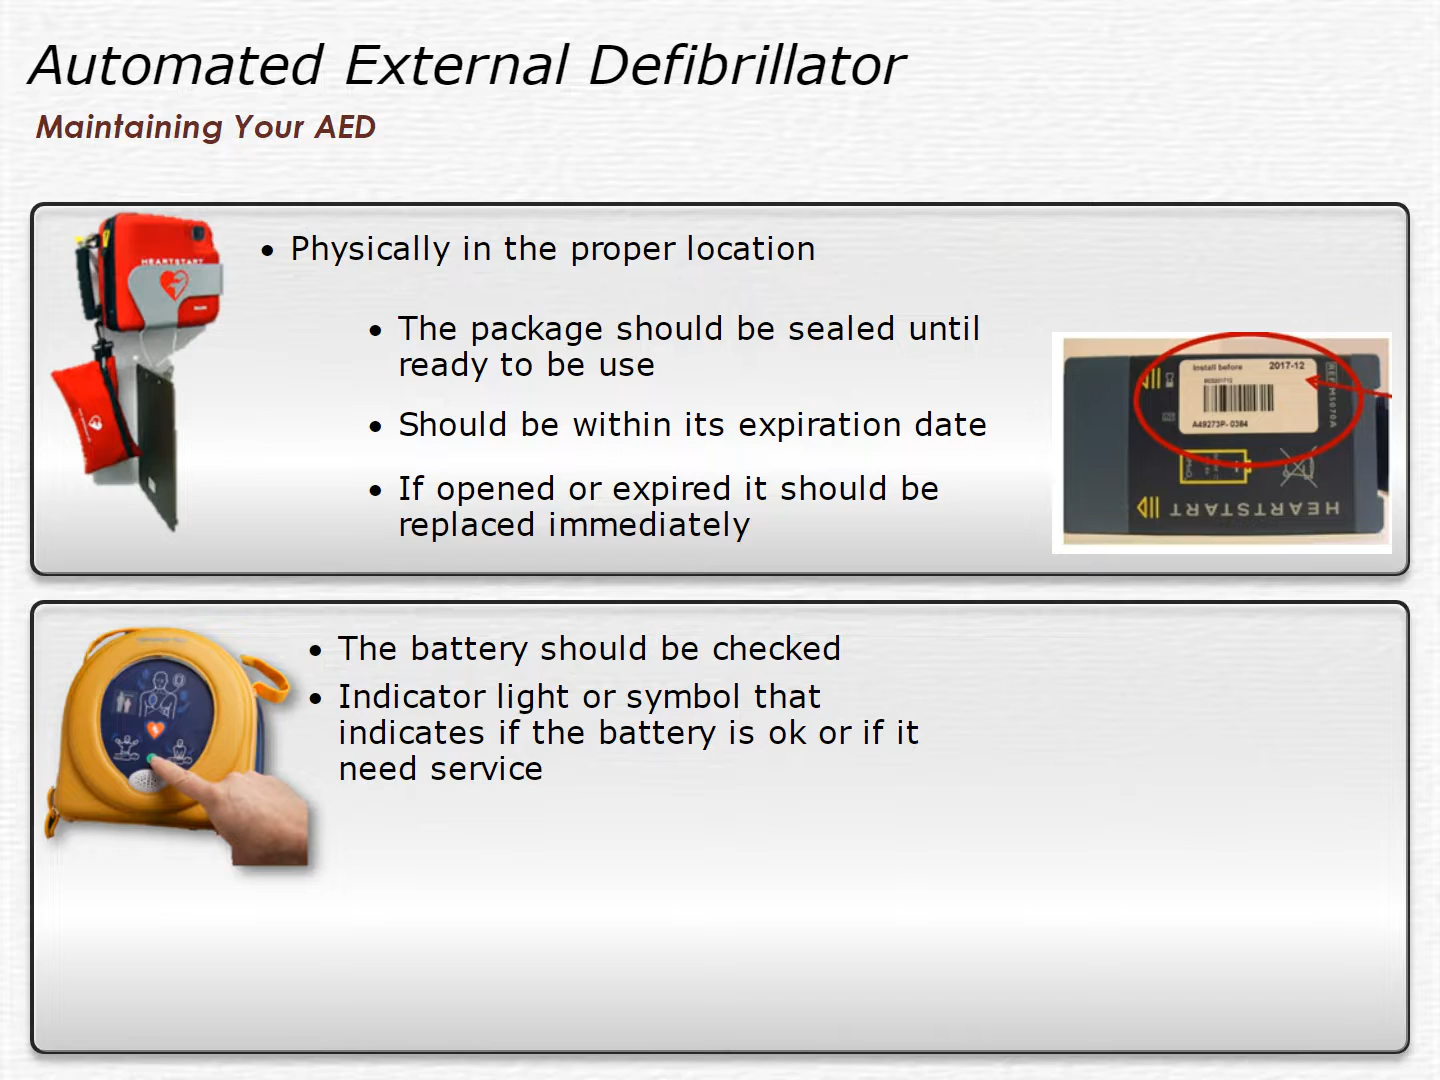 Automated External Defibrillator
Maintaining Your AED
HEARTSTART
• Physically in the proper location
• The package should be sealed until
ready to be use
• Should be within its expiration date
• If opened or expired it should be
replaced immediately
Install before 2017-12
A49273P-0384
HEARTSTART
• The battery should be checked
• Indicator light or symbol that
indicates if the battery is ok or if it
need service